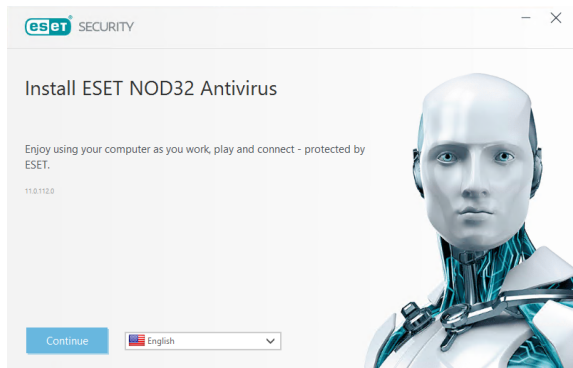 eset SECURITY
Install ESET NOD32 Antivirus
Enjoy using your computer as you work, play and connect - protected by
ESET.
11.0.112.0
Continue
English